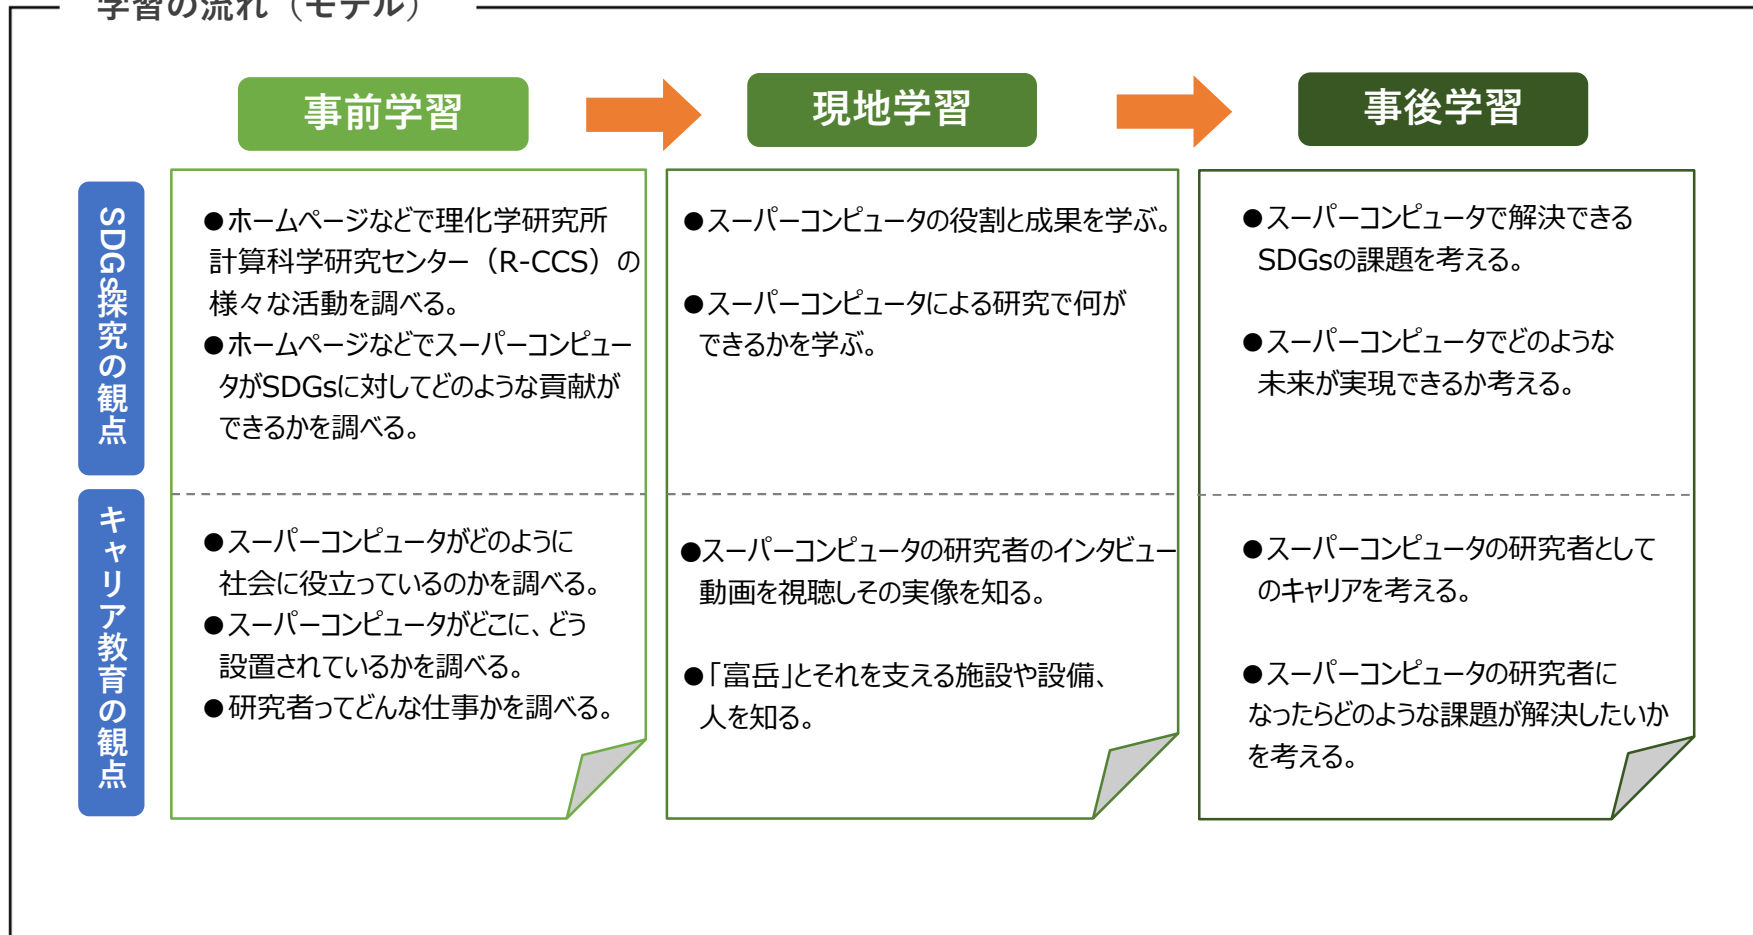 学習の流れ（モデル）
事前学習
現地学習
事後学習
SDGs探究の観点
●ホームページなどで理化学研究所
計算科学研究センター（R-CCS）の
様々な活動を調べる。
●ホームページなどでスーパーコンピュー
タがSDGsに対してどのような貢献が
できるかを調べる。
●スーパーコンピュータの役割と成果を学ぶ。
●スーパーコンピュータによる研究で何が
できるかを学ぶ。
●スーパーコンピュータで解決できる
SDGsの課題を考える。
●スーパーコンピュータでどのような
未来が実現できるか考える。
キャリア教育の観点
●スーパーコンピュータがどのように
社会に役立っているのかを調べる。
●スーパーコンピュータがどこに、どう
設置されているかを調べる。
●研究者ってどんな仕事かを調べる。
●スーパーコンピュータの研究者のインタビュー
動画を視聴しその実像を知る。
●「富岳」とそれを支える施設や設備、
人を知る。
●スーパーコンピュータの研究者として
のキャリアを考える。
●スーパーコンピュータの研究者に
なったらどのような課題が解決したいか
を考える。